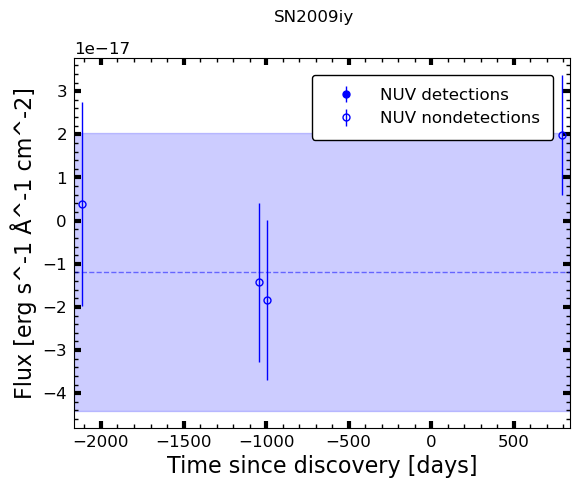 SN2009iy
1e−17
3
2
1
0
−1
−2
−3
−4
Flux [erg s^-1 Å^-1 cm^-2]
NUV detections
NUV nondetections
−2000 −1500 −1000 −500 0 500
Time since discovery [days]